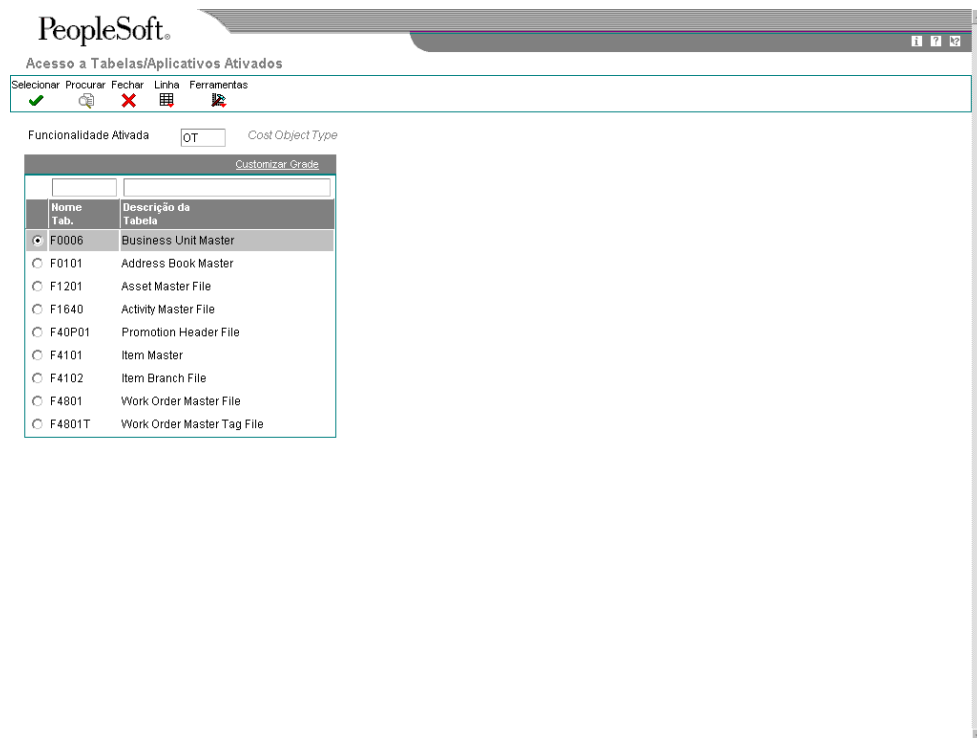 PeopleSoft®
Acesso a Tabelas/Aplicativos Ativados
Selecionar Procurar Fechar Linha Ferramentas
Funcionalidade Ativada OT Cost Object Type
Customizar Grade
Nome Tab. Descrição da Tabela
F0006 Business Unit Master
F0101 Address Book Master
F1201 Asset Master File
F1640 Activity Master File
F40P01 Promotion Header File
F4101 Item Master
F4102 Item Branch File
F4801 Work Order Master File
F4801T Work Order Master Tag File